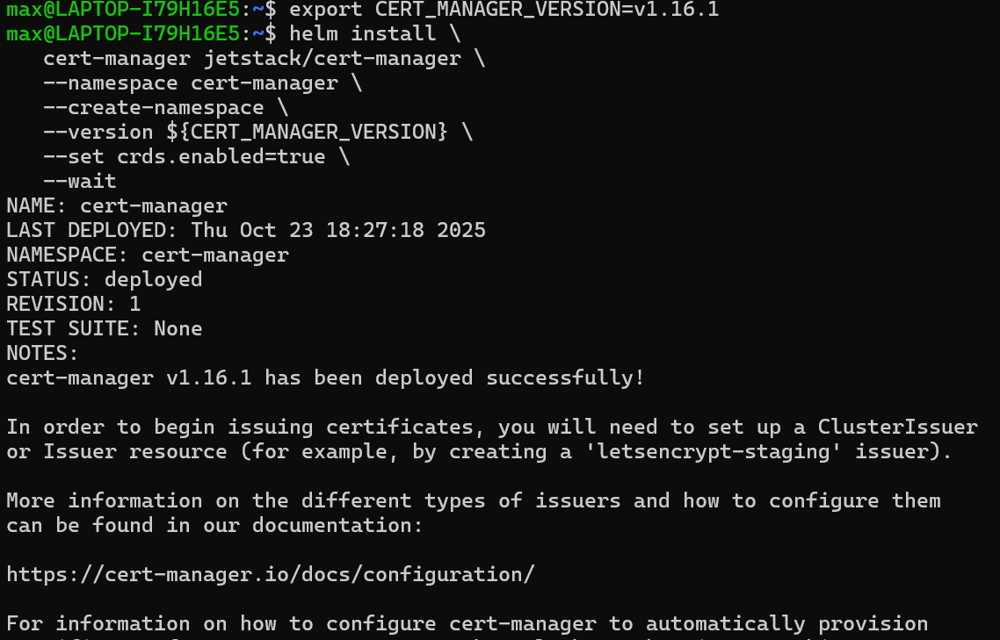 max@LAPTOP-I79H16E5:~$ export CERT_MANAGER_VERSION=v1.16.1
max@LAPTOP-I79H16E5:~$ helm install \
   cert-manager jetstack/cert-manager \
   --namespace cert-manager \
   --create-namespace \
   --version ${CERT_MANAGER_VERSION} \
   --set crds.enabled=true \
   --wait
NAME: cert-manager
LAST DEPLOYED: Thu Oct 23 18:27:18 2025
NAMESPACE: cert-manager
STATUS: deployed
REVISION: 1
TEST SUITE: None
NOTES:
cert-manager v1.16.1 has been deployed successfully!

In order to begin issuing certificates, you will need to set up a ClusterIssuer
or Issuer resource (for example, by creating a 'letsencrypt-staging' issuer).

More information on the different types of issuers and how to configure them
can be found in our documentation:

https://cert-manager.io/docs/configuration/

For information on how to configure cert-manager to automatically provision